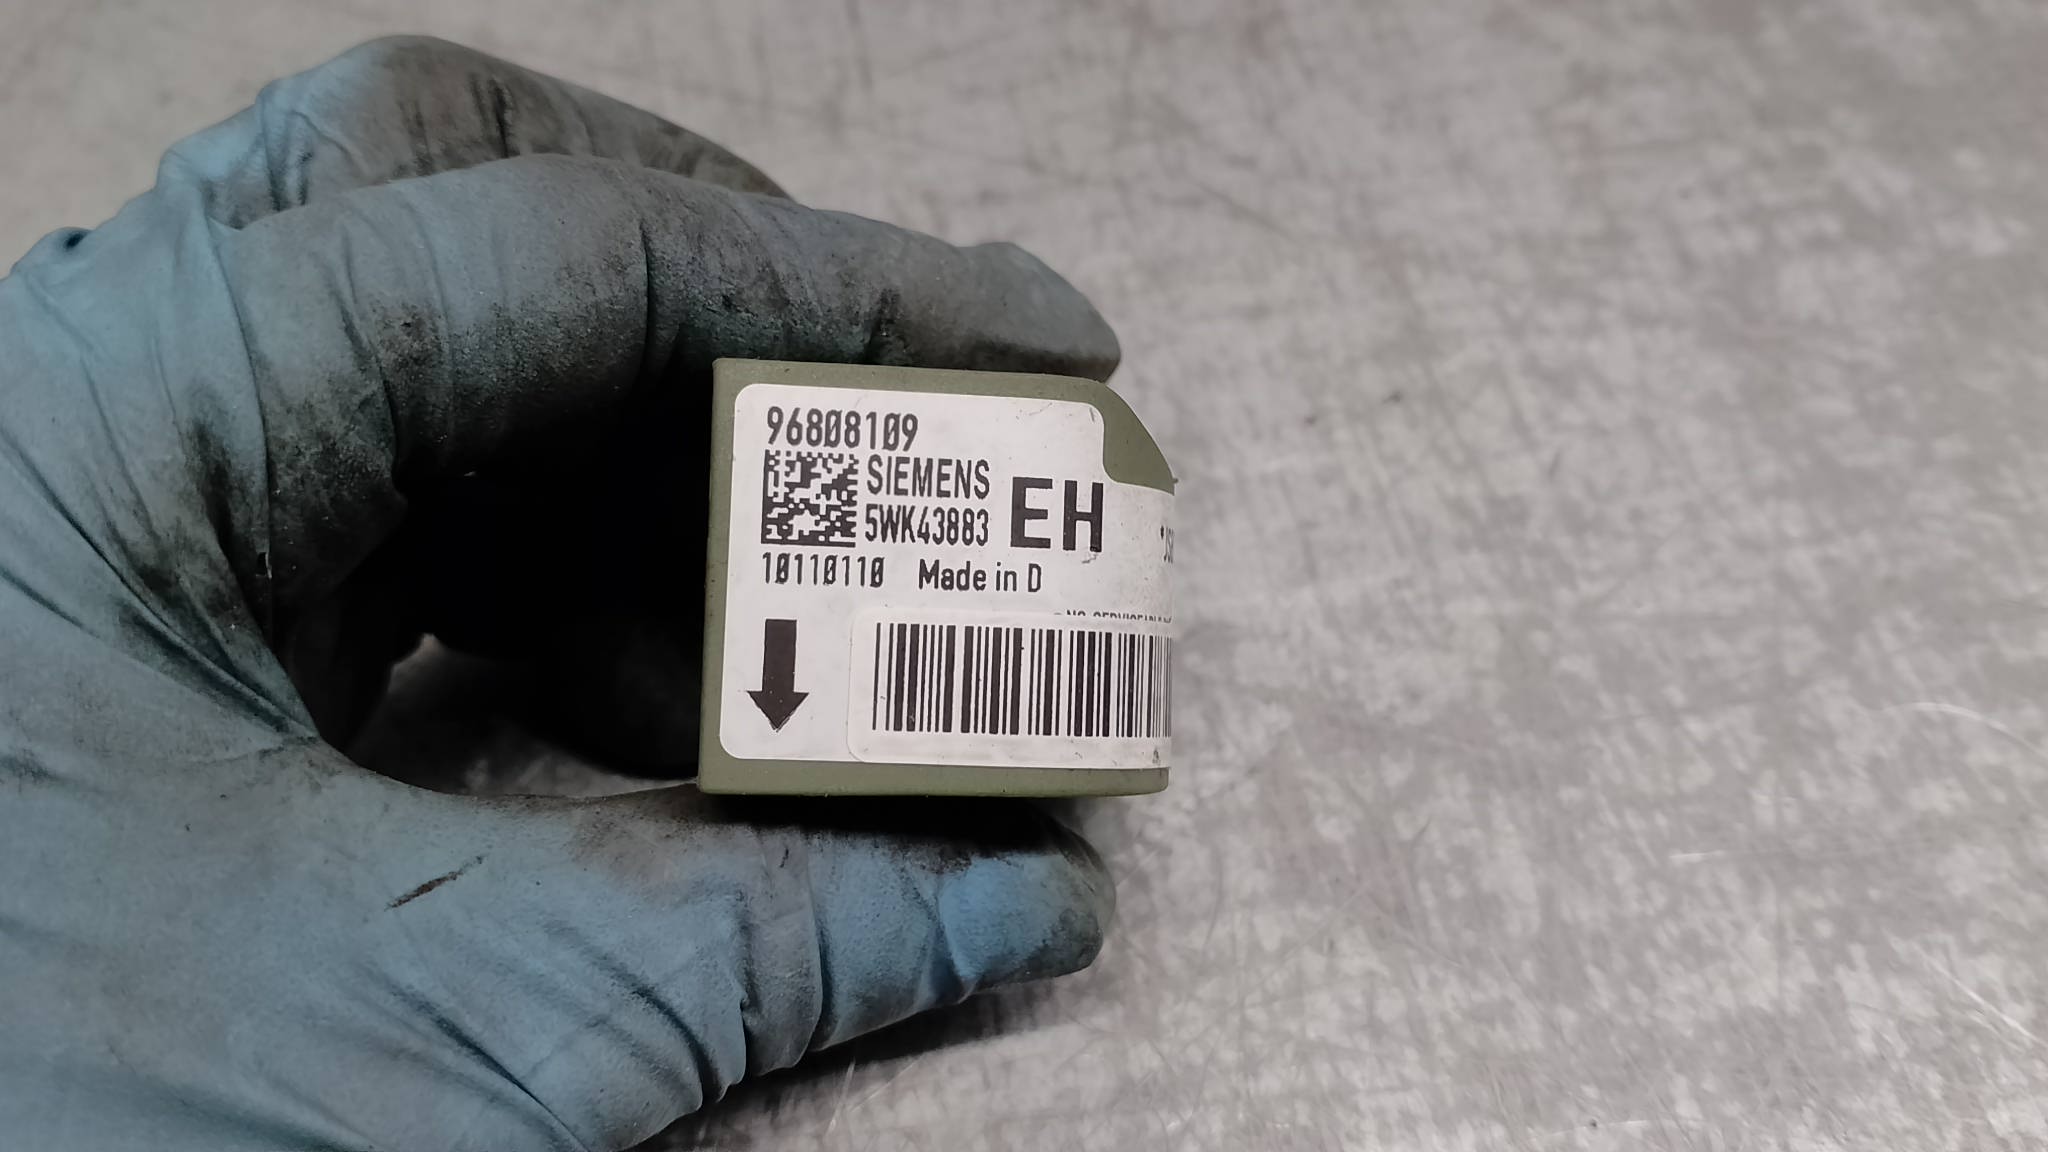 96808109
SIEMENS
5WK43883
EH
10110110 Made in D